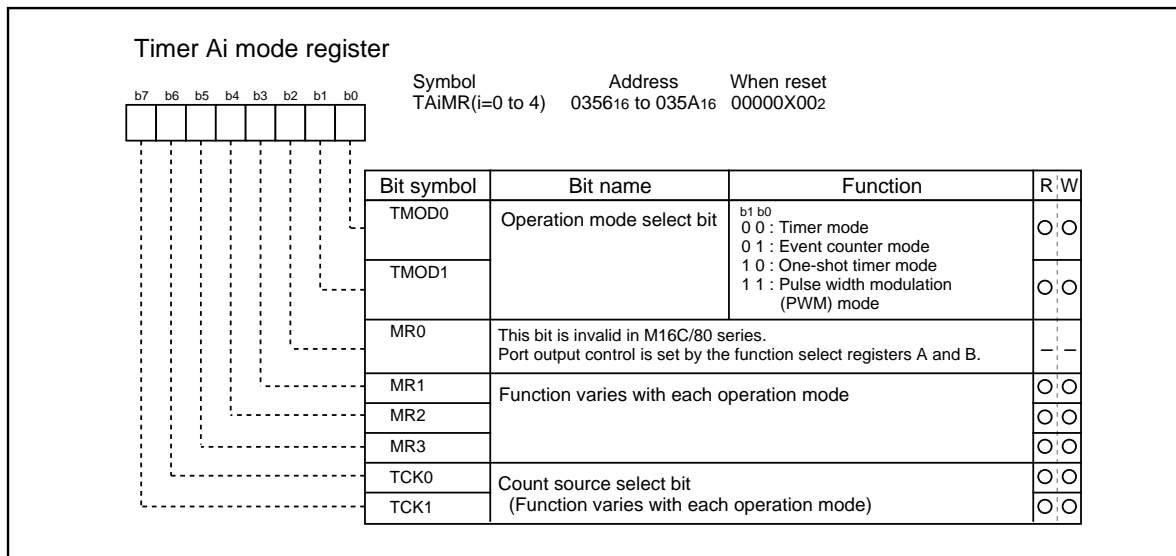 Timer Ai mode register
Symbol Address When reset
TAiMR(i=0 to 4) 035616 to 035A16 00000X002
b7 b6 b5 b4 b3 b2 b1 b0
Bit symbol Bit name Function R W
TMOD0 Operation mode select bit b1 b0
0 0 : Timer mode
0 1 : Event counter mode
TMOD1 1 0 : One-shot timer mode
1 1 : Pulse width modulation
(PWM) mode
MR0 This bit is invalid in M16C/80 series.
Port output control is set by the function select registers A and B. – –
MR1 Function varies with each operation mode
MR2
MR3
TCK0 Count source select bit
TCK1 (Function varies with each operation mode)